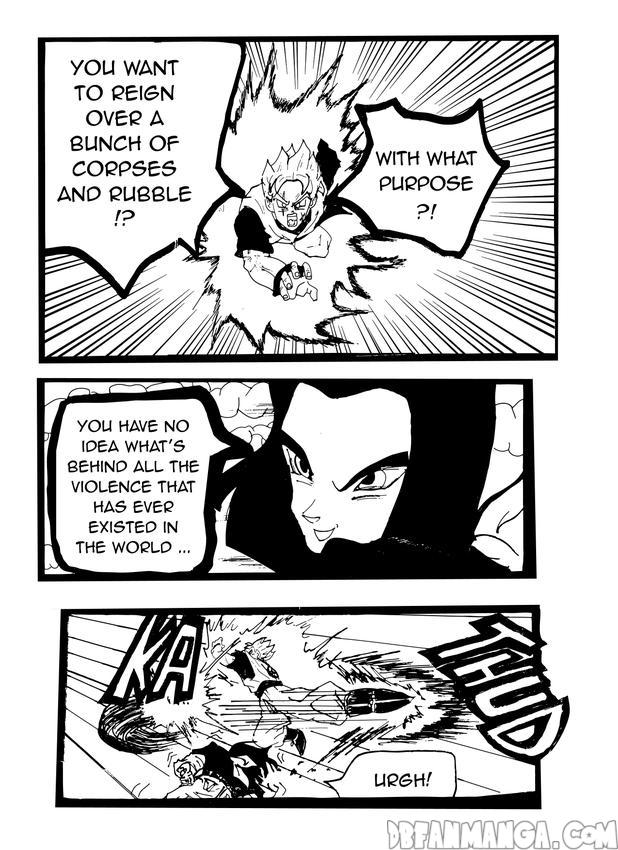 YOU WANT
TO REIGN
OVER A
BUNCH OF
CORPSES
AND RUBBLE
!?
WITH WHAT
PURPOSE
?!
YOU HAVE NO
IDEA WHAT'S
BEHIND ALL THE
VIOLENCE THAT
HAS EVER
EXISTED IN
THE WORLD ...
KA
THUD
URGH!
DBFANMANGA.COM